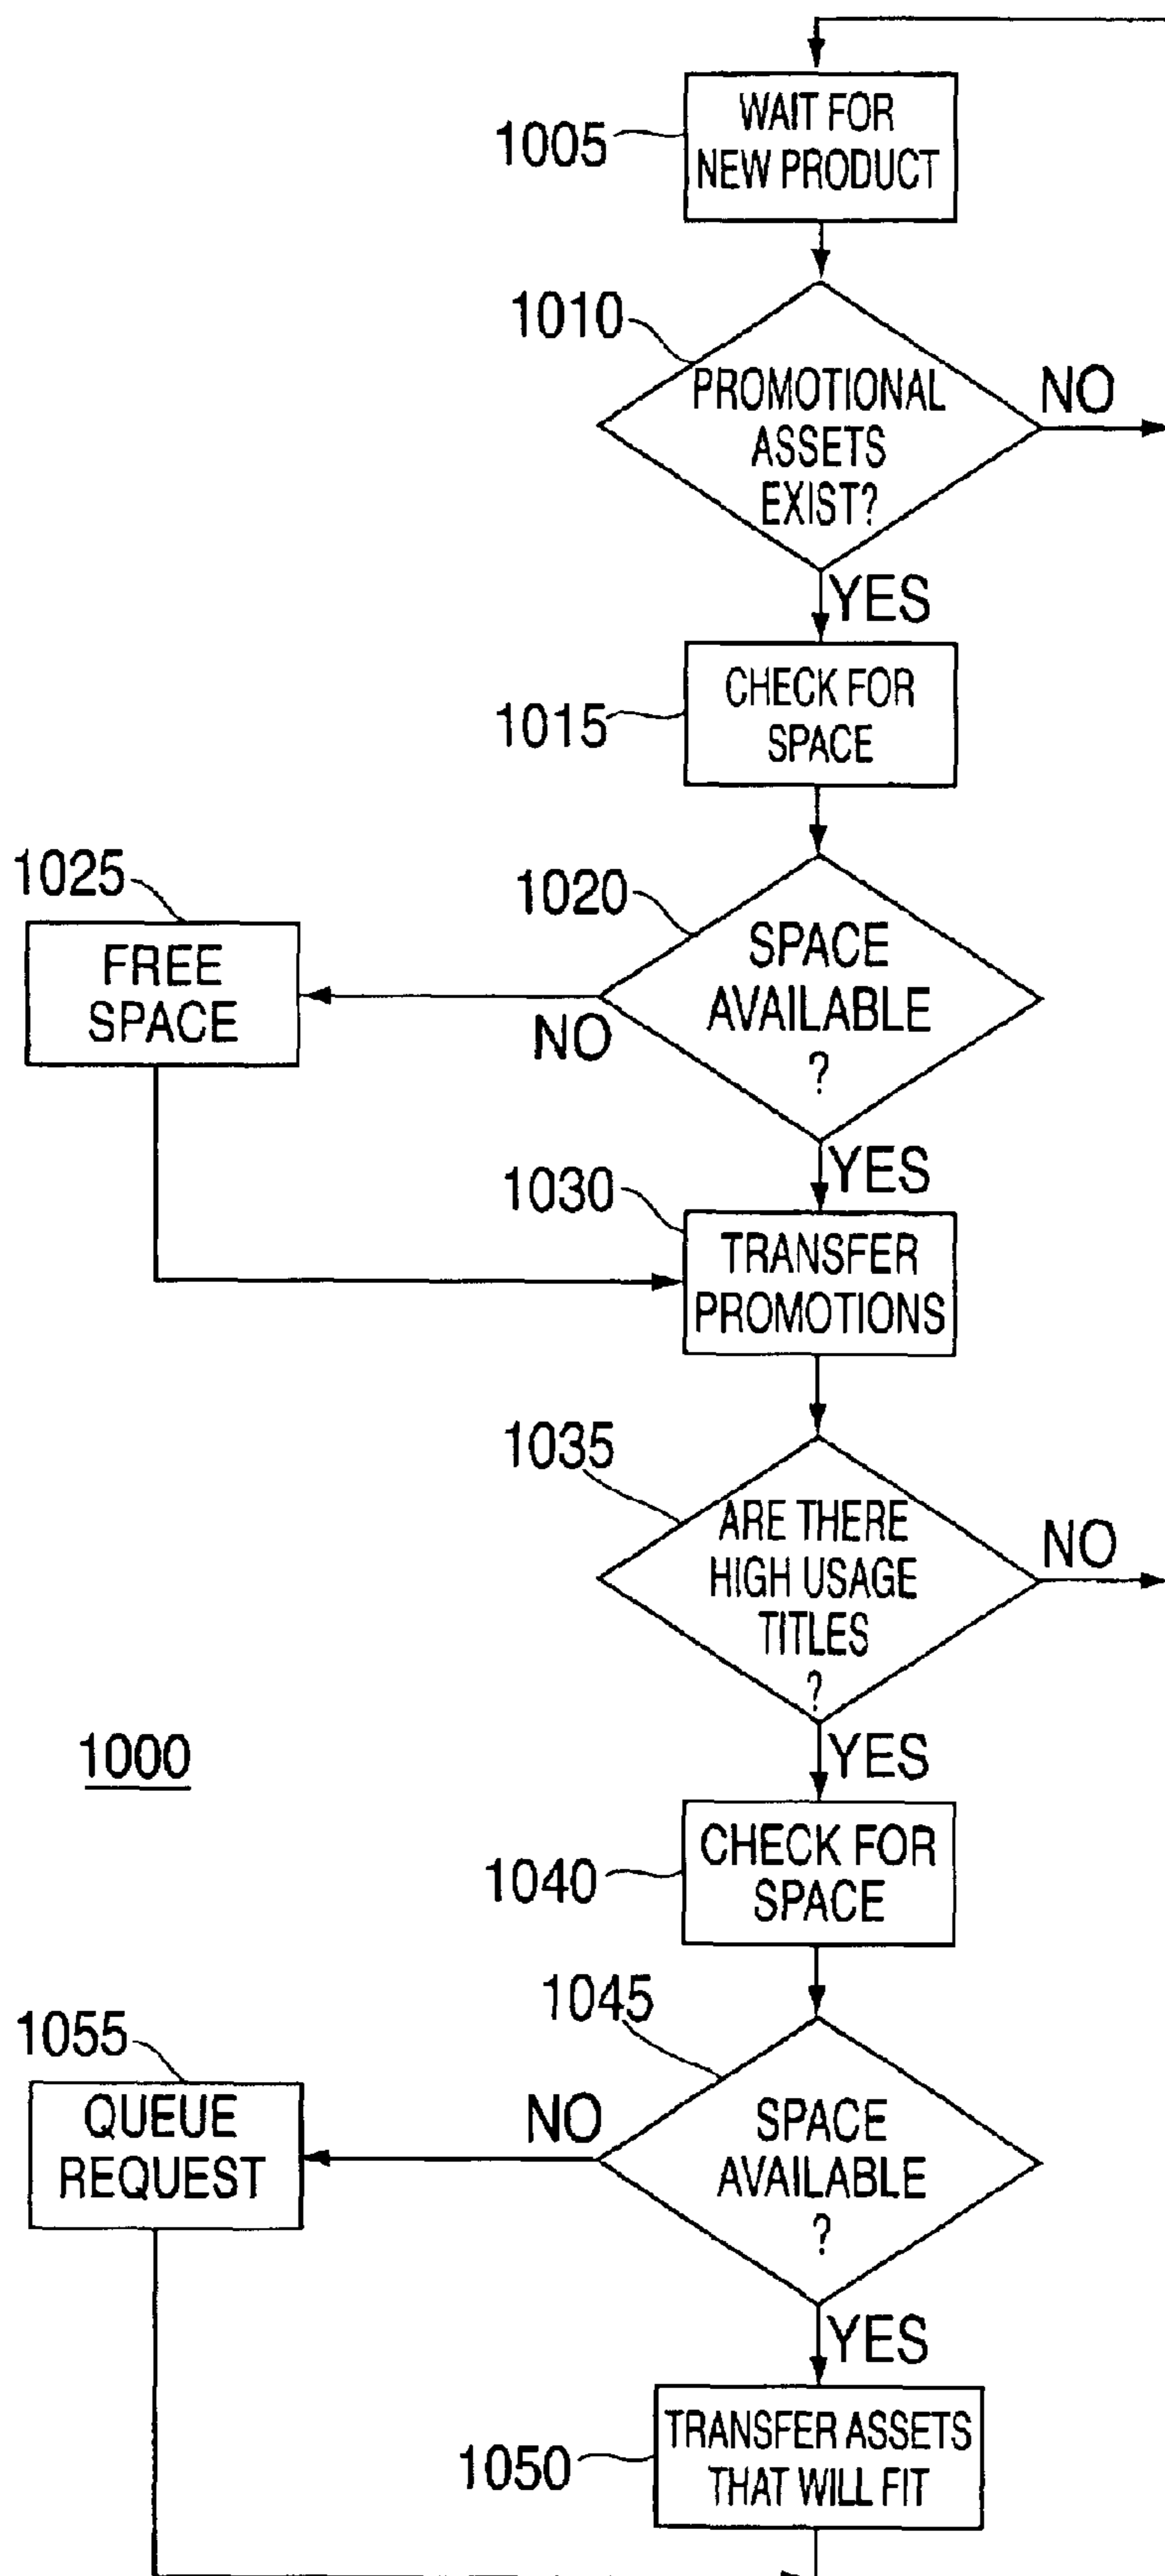 WAIT FOR
NEW PRODUCT
1005
1010
PROMOTIONAL
ASSETS
EXIST?
NO
YES
CHECK FOR
SPACE
1015
1025
1020
FREE
SPACE
SPACE
AVAILABLE
?
NO
YES
1030
TRANSFER
PROMOTIONS
1035
ARE THERE
HIGH USAGE
TITLES
?
NO
1000
YES
CHECK FOR
SPACE
1040
1045
1055
QUEUE
REQUEST
NO
SPACE
AVAILABLE
?
YES
TRANSFER ASSETS
THAT WILL FIT
1050